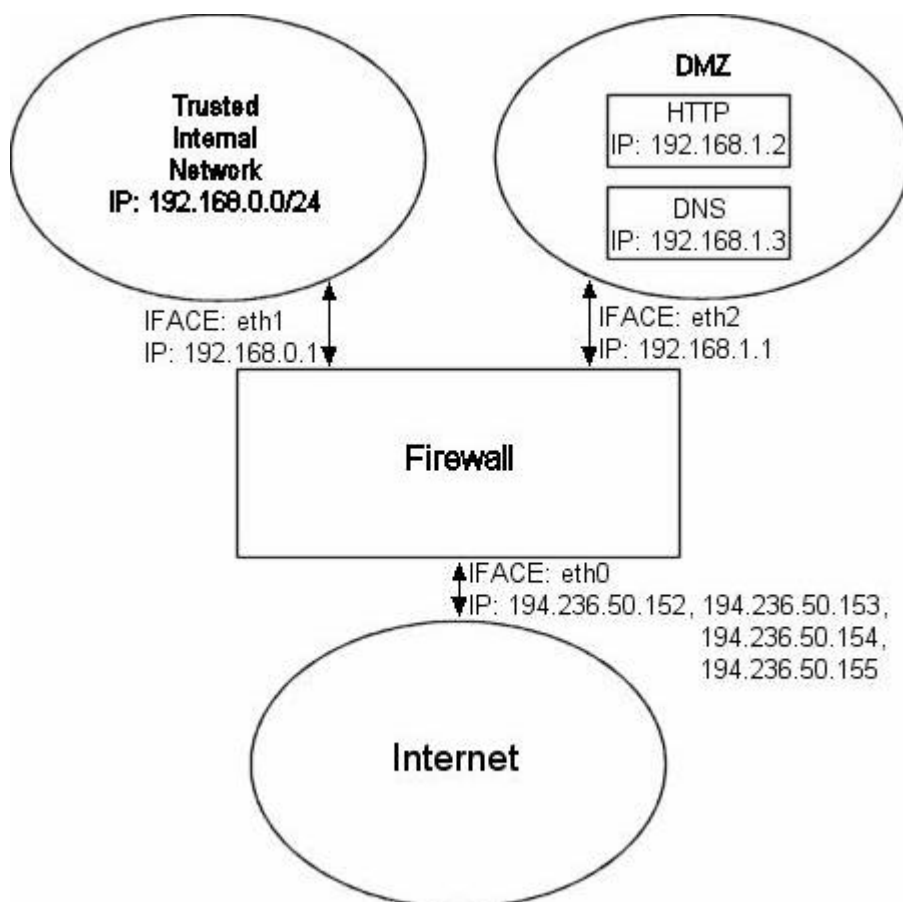 Trusted
Internal
Network
IP: 192.168.0.0/24
DMZ
HTTP
IP: 192.168.1.2
DNS
IP: 192.168.1.3
IFACE: eth1
IP: 192.168.0.1
IFACE: eth2
IP: 192.168.1.1
Firewall
IFACE: eth0
IP: 194.236.50.152, 194.236.50.153,
194.236.50.154,
194.236.50.155
Internet